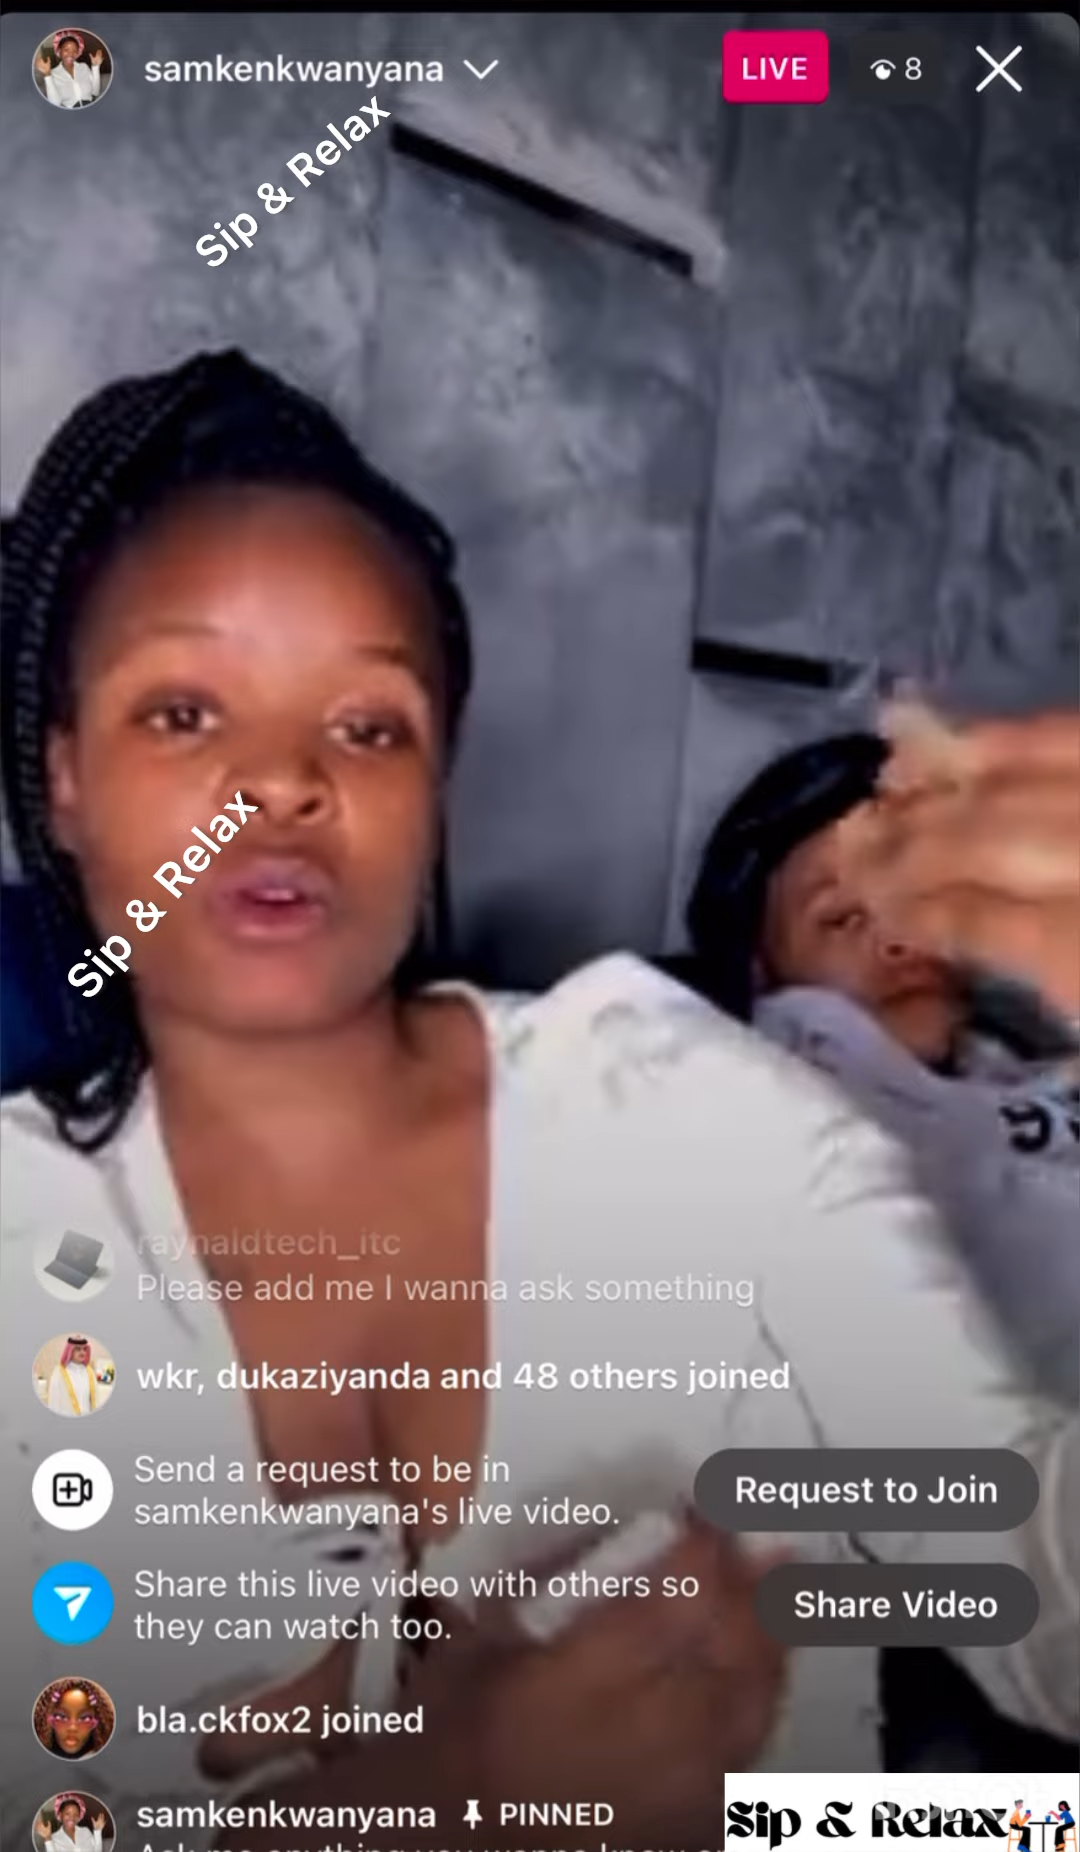 samkenkwanyana
LIVE
8
Sip & Relax
Sip & Relax
raynaldtech_itc
Please add me I wanna ask something
wkr, dukaziyanda and 48 others joined
Send a request to be in
samkenkwanyana's live video.
Request to Join
Share this live video with others so
they can watch too.
Share Video
bla.ckfox2 joined
samkenkwanyana PINNED
Sip & Relax